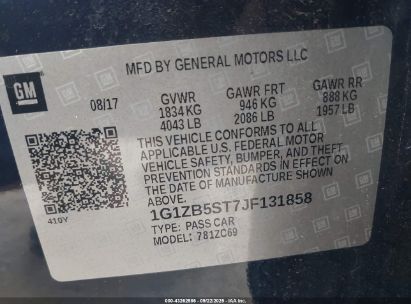 MFD BY GENERAL MOTORS LLC
GM
08/17 GVWR GAWR FRT GAWR RR
1834 KG 946 KG 888 KG
4043 LB 2086 LB 1957 LB
THIS VEHICLE CONFORMS TO ALL
APPLICABLE U.S. FEDERAL MOTOR
VEHICLE SAFETY, BUMPER, AND THEFT
PREVENTION STANDARDS IN EFFECT
ON THE DATE OF MANUFACTURE
SHOWN ABOVE.
410Y
1G1ZB5ST7JF131858
TYPE: PASS CAR
MODEL: 781ZC69